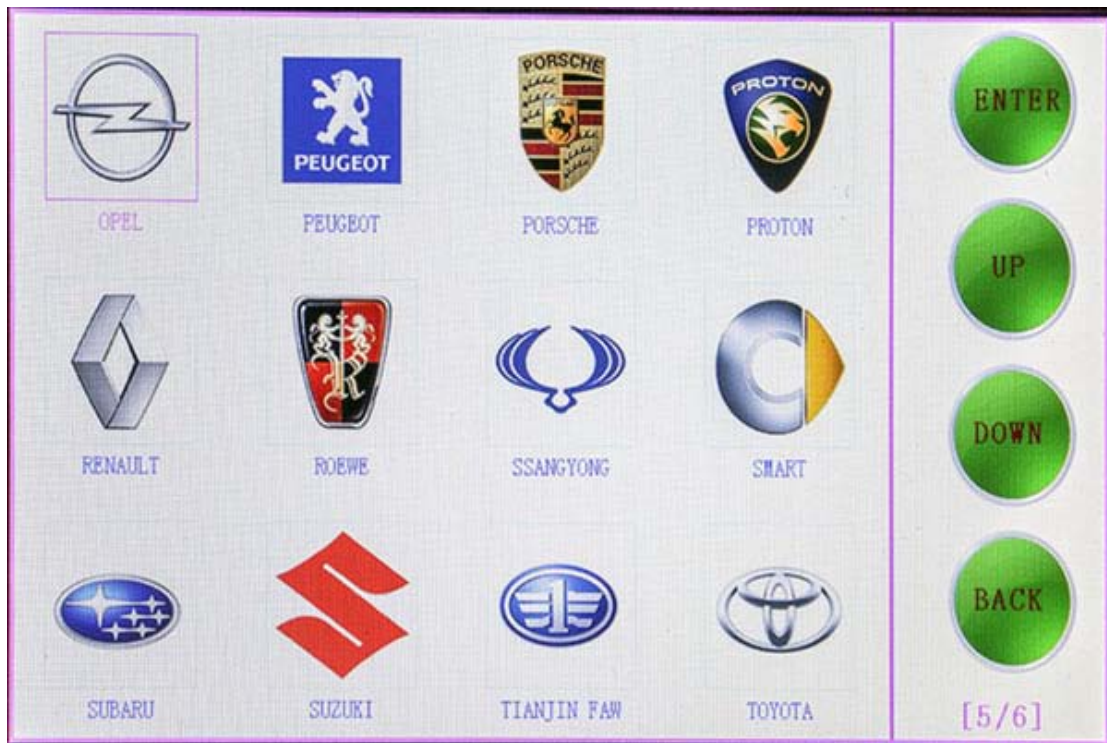 PORSCHE
PROTON
PEUGEOT
OPEL
PEUGEOT
PORSCHE
PROTON
RENAULT
ROEWE
SSANGYONG
SMART
SUBARU
SUZUKI
TIANJIN FAW
TOYOTA
ENTER
UP
DOWN
BACK
[5/6]